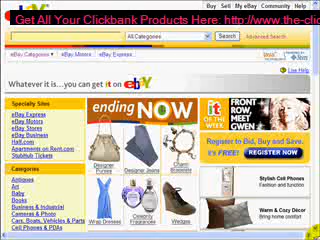 Buy Sell My eBay Community Help
Get All Your Clickbank Products Here: http://www.the-clic
All Categories Search Advanced Search
eBay Categories eBay Motors eBay Express
Live Help
Whatever it is...you can get it on ebY
Specialty Sites
eBay Express
eBay Motors
eBay Stores
eBay Business
Half.com
Apartments on Rent.com
StubHub Tickets
Categories
Antiques
Art
Baby
Books
Business & Industrial
Cameras & Photo
Cars, Boats, Vehicles & Parts
Cell Phones & PDAs
ending NOW
Designer Purses
Designer Jeans
Charm Bracelets
Wrap Dresses
Celebrity Fragrances
Wedges
it OF THE WEEK
FRONT ROW, MEET GWEN
Register to Bid, Buy and Save.
It's FREE! REGISTER NOW
Stylish Cell Phones
Fashion and function
Warm & Cozy Décor
Bring home comfort